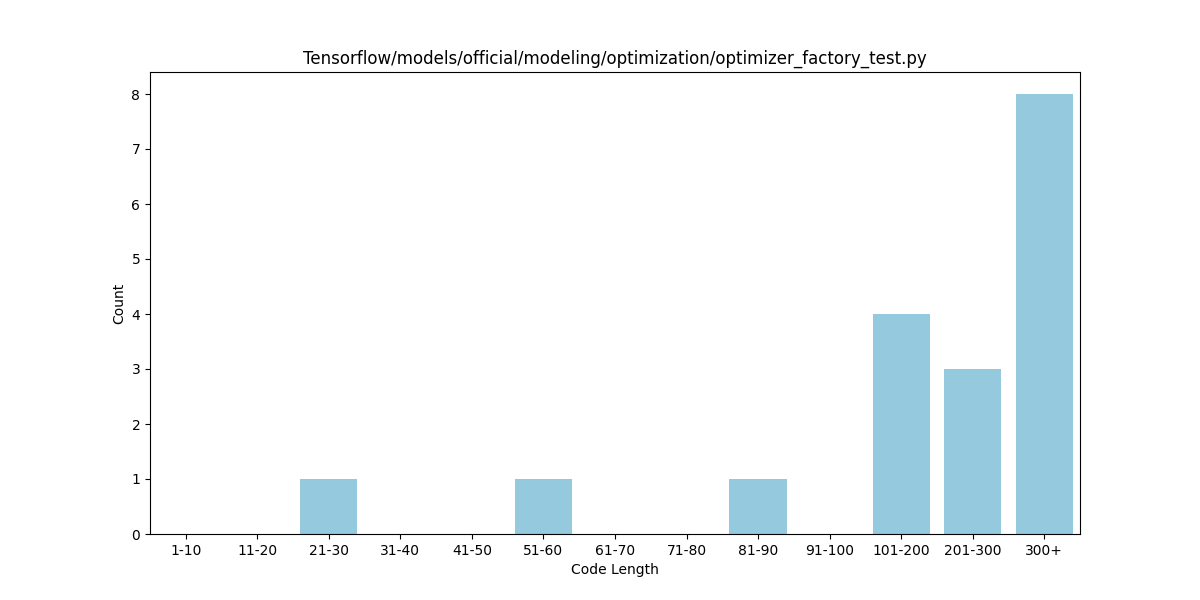 Tensorflow/models/official/modeling/optimization/optimizer_factory_test.py
8
7
6
5
4
3
2
1
0
Count
1-10 11-20 21-30 31-40 41-50 51-60 61-70 71-80 81-90 91-100 101-200 201-300 300+
Code Length